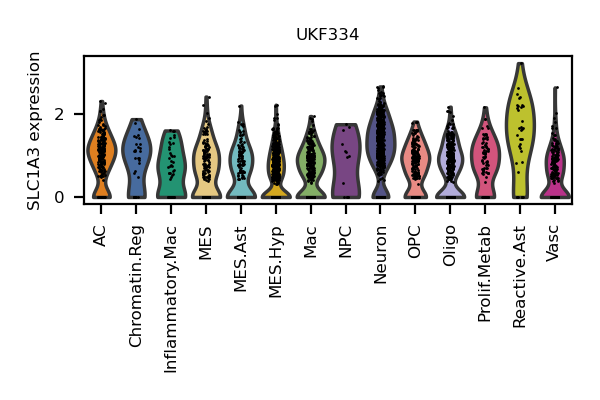 UKF334
SLC1A3 expression
2
0
AC
Chromatin.Reg
Inflammatory.Mac
MES
MES.Ast
MES.Hyp
Mac
NPC
Neuron
OPC
Oligo
Prolif.Metab
Reactive.Ast
Vasc